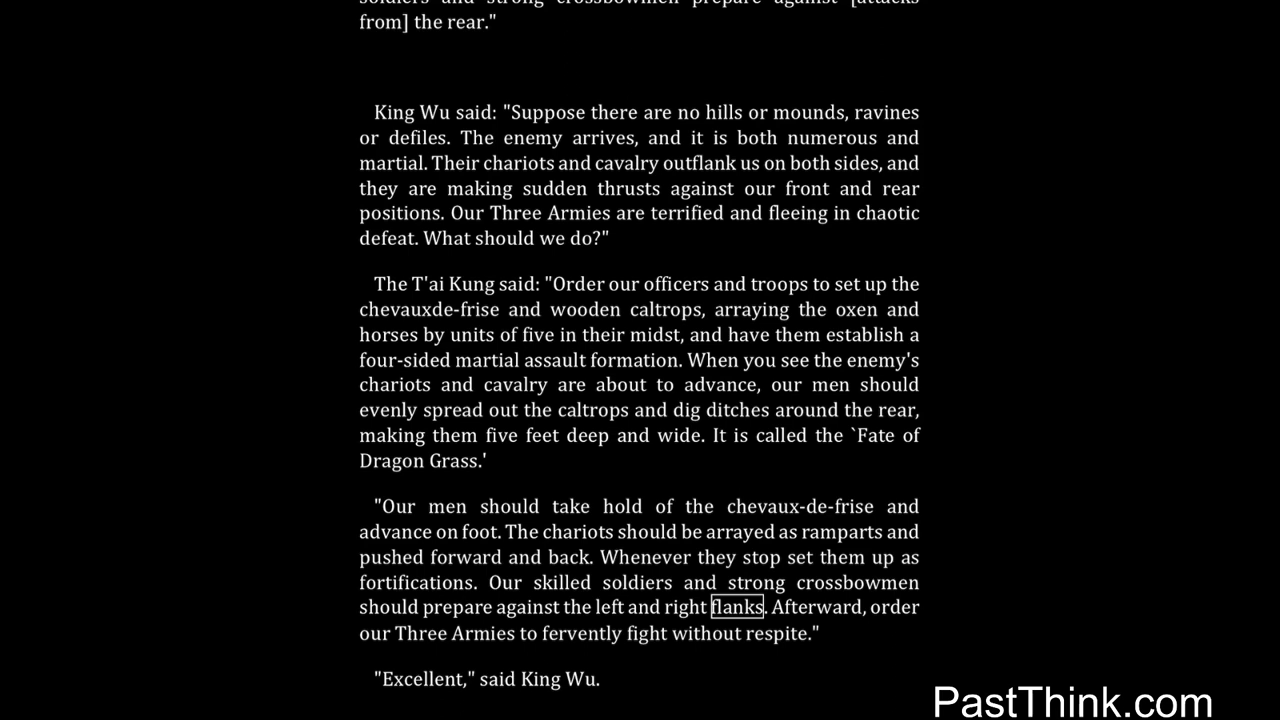 soldiers and strong crossbowmen prepare against [attacks
from] the rear."
King Wu said: "Suppose there are no hills or mounds, ravines
or defiles. The enemy arrives, and it is both numerous and
martial. Their chariots and cavalry outflank us on both sides, and
they are making sudden thrusts against our front and rear
positions. Our Three Armies are terrified and fleeing in chaotic
defeat. What should we do?"
The T'ai Kung said: "Order our officers and troops to set up the
chevauxde-frise and wooden caltrops, arraying the oxen and
horses by units of five in their midst, and have them establish a
four-sided martial assault formation. When you see the enemy's
chariots and cavalry are about to advance, our men should
evenly spread out the caltrops and dig ditches around the rear,
making them five feet deep and wide. It is called the `Fate of
Dragon Grass.'
"Our men should take hold of the chevaux-de-frise and
advance on foot. The chariots should be arrayed as ramparts and
pushed forward and back. Whenever they stop set them up as
fortifications. Our skilled soldiers and strong crossbowmen
should prepare against the left and right flanks. Afterward, order
our Three Armies to fervently fight without respite."
"Excellent," said King Wu.
PastThink.com